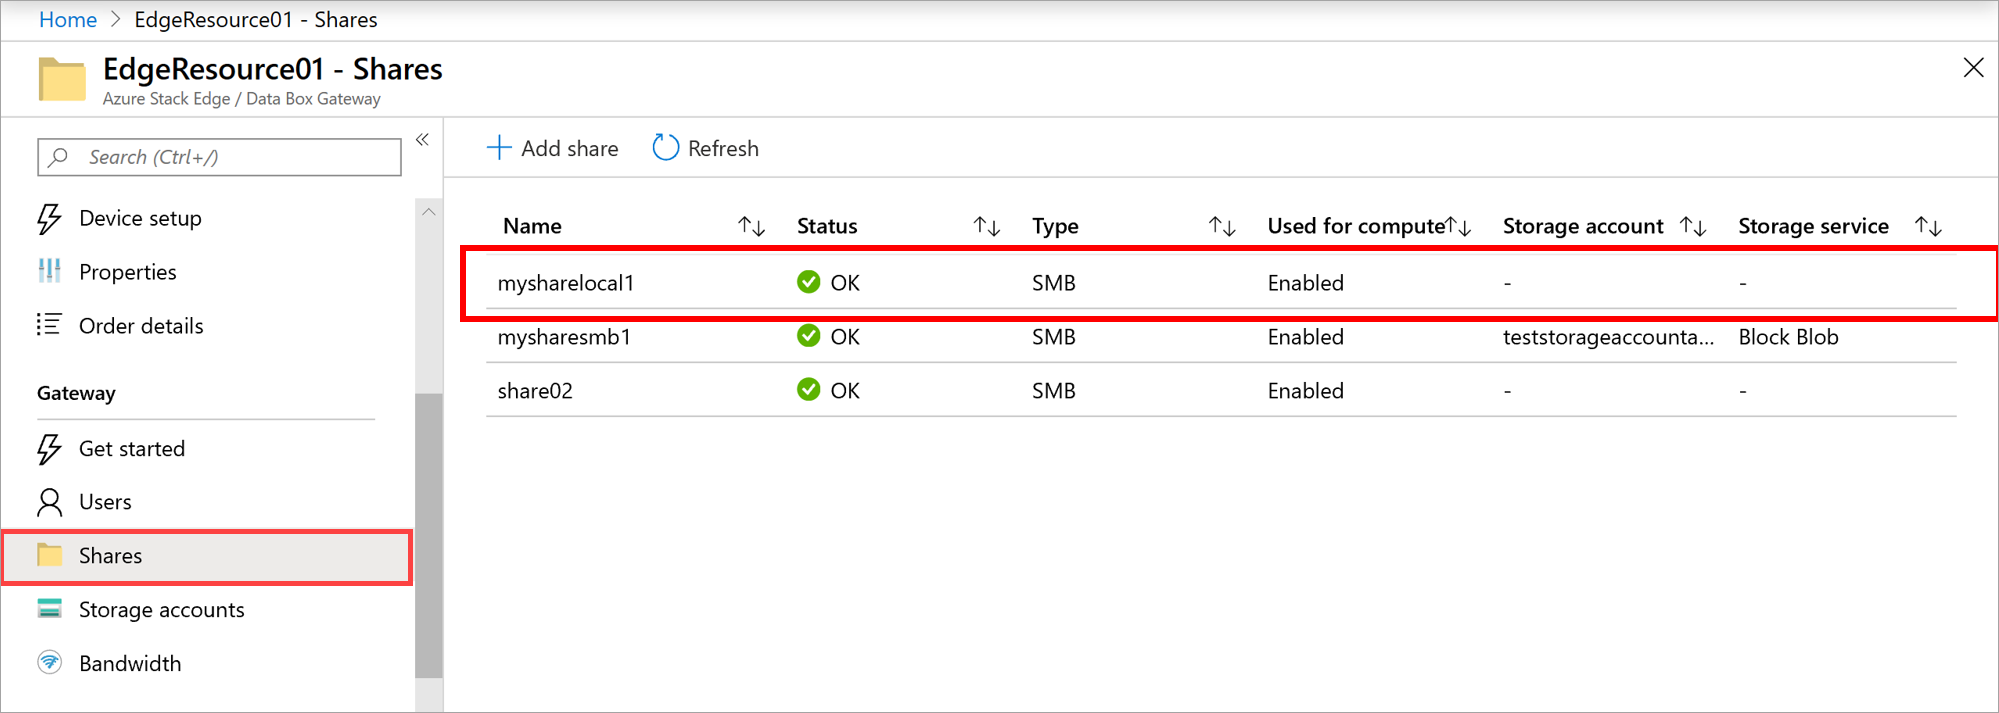 Home > EdgeResource01 - Shares
EdgeResource01 - Shares
Azure Stack Edge / Data Box Gateway
Search (Ctrl+/)
Device setup
Properties
Order details
Gateway
Get started
Users
Shares
Storage accounts
Bandwidth
Add share Refresh
Name Status Type Used for compute Storage account Storage service
mysharelocal1 OK SMB Enabled - -
mysharesmb1 OK SMB Enabled teststorageaccounta... Block Blob
share02 OK SMB Enabled - -